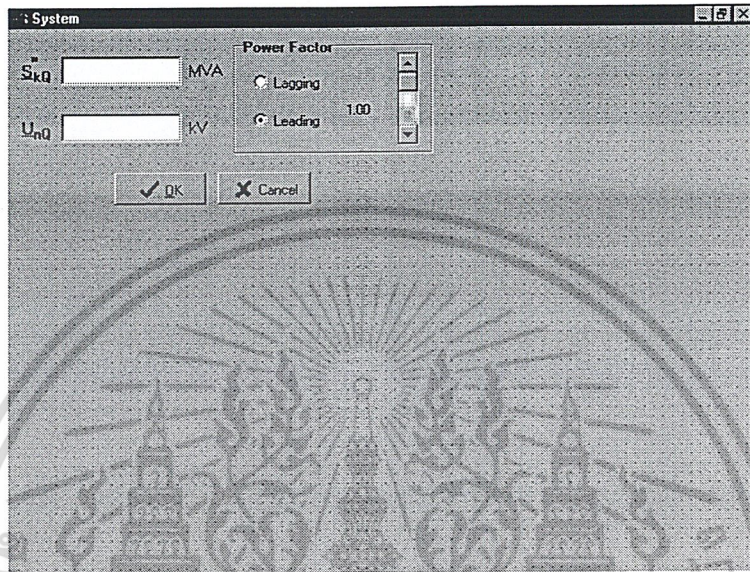 System
S"kQ MVA
UnQ kV
Power Factor
Lagging
Leading
1.00
OK
Cancel